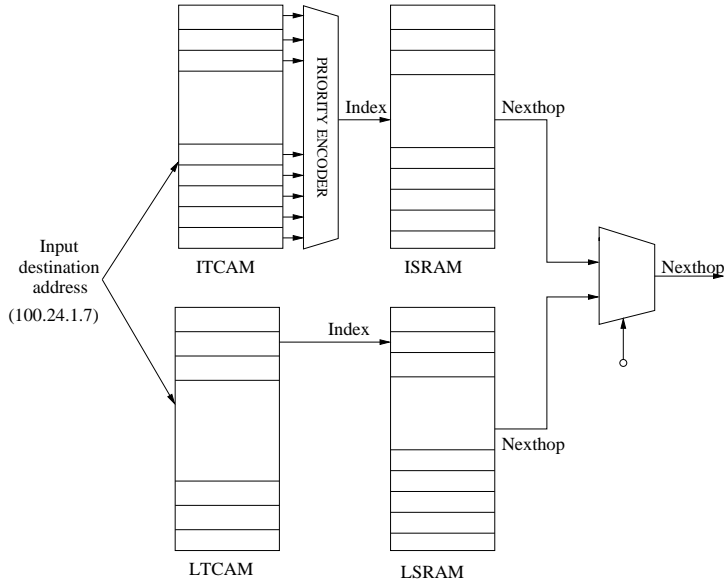 PRIORITY ENCODER
Index
Nexthop
ITCAM
ISRAM
Input
destination
address
(100.24.1.7)
Nexthop
Index
Nexthop
LTCAM
LSRAM